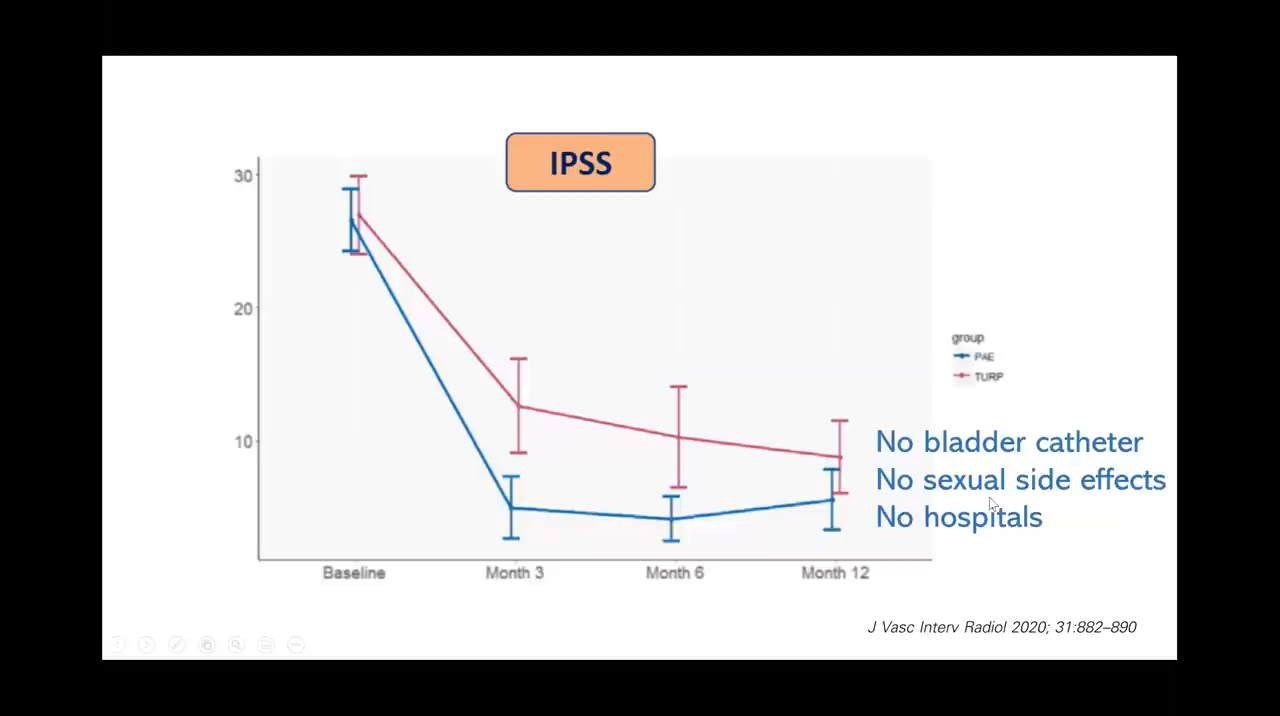 IPSS
30
20
10
Baseline
Month 3
Month 6
Month 12
group
PAE
TURP
No bladder catheter
No sexual side effects
No hospitals
J Vasc Interv Radiol 2020; 31:882–890